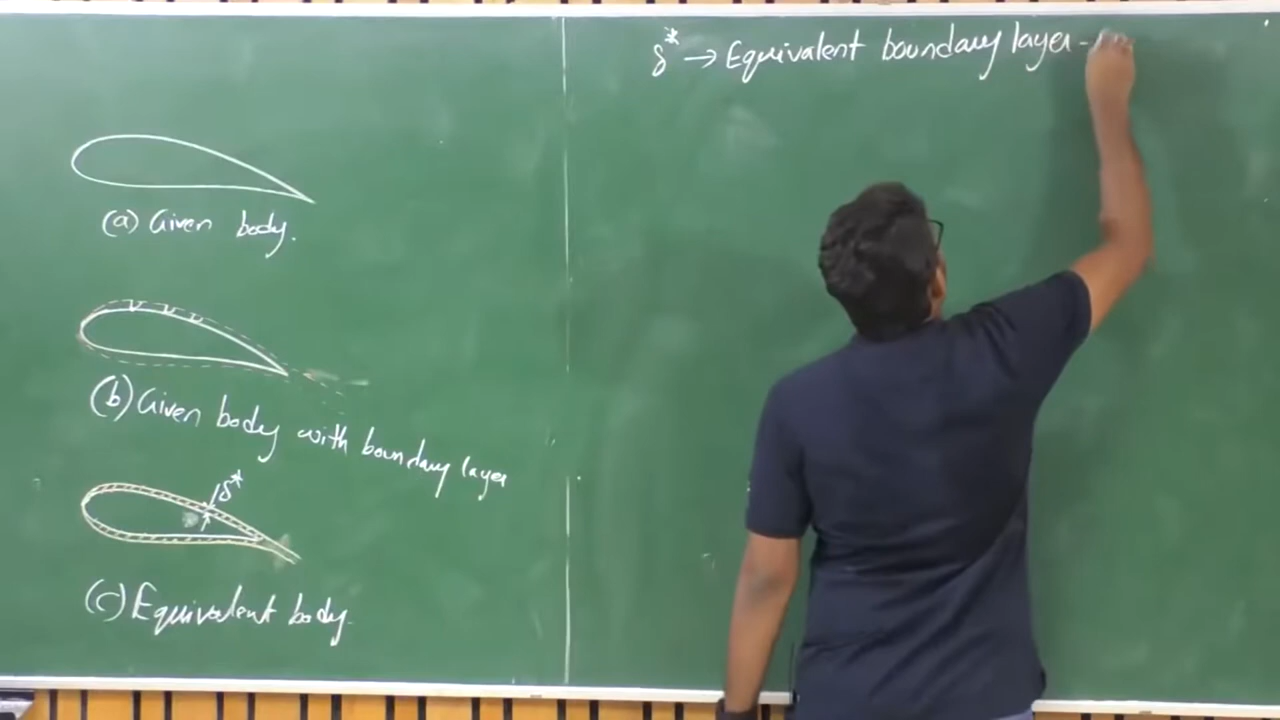 δ* → Equivalent boundary layer -
(a) Given body.
(b) Given body with boundary layer
δ*
(c) Equivalent body.